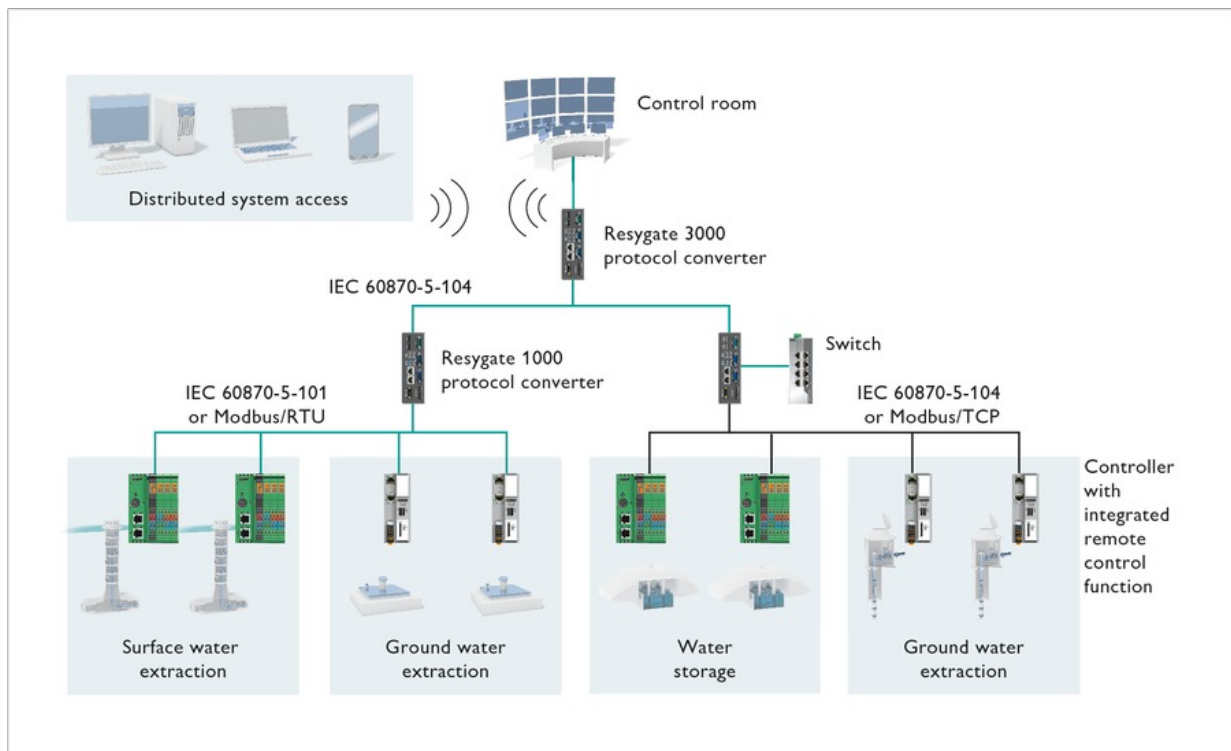 Control room
Distributed system access
Resygate 3000
protocol converter
IEC 60870-5-104
Resygate 1000
protocol converter
Switch
IEC 60870-5-101
or Modbus/RTU
IEC 60870-5-104
or Modbus/TCP
Controller
with
integrated
remote
control
function
Surface water
extraction
Ground water
extraction
Water
storage
Ground water
extraction